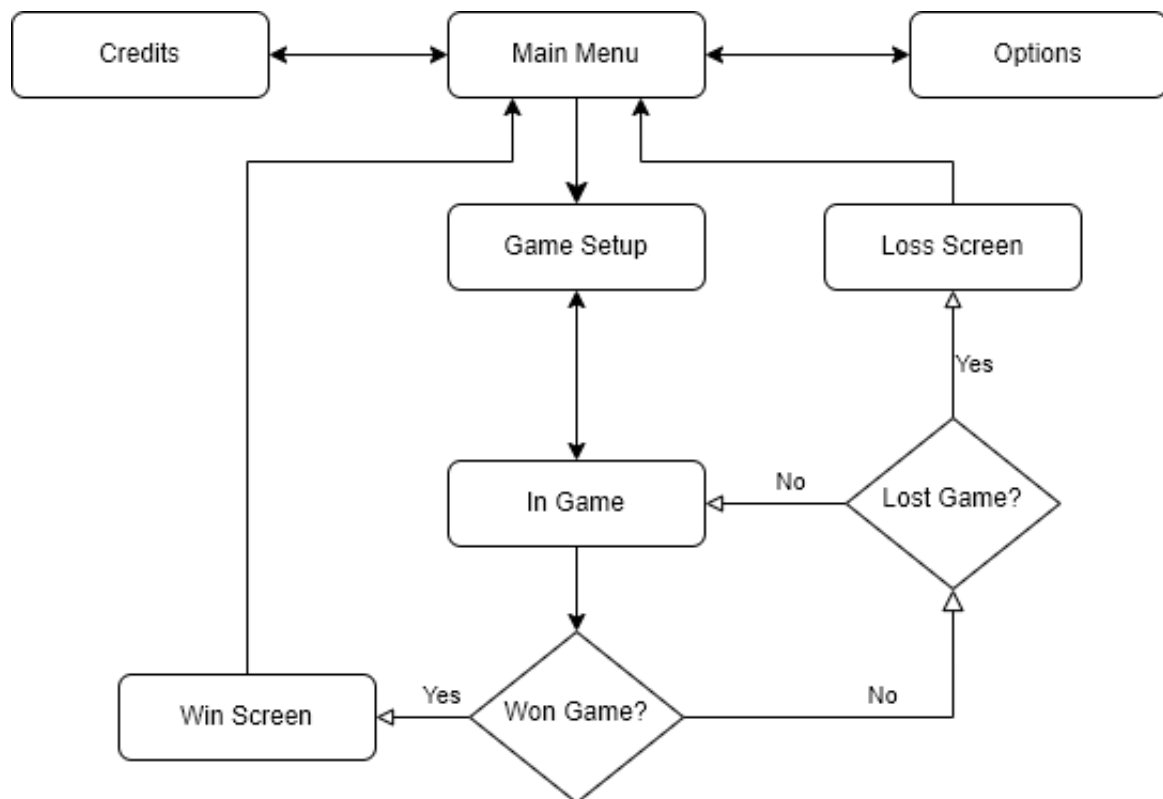 Credits
Main Menu
Options
Game Setup
Loss Screen
Yes
In Game
No
Lost Game?
Win Screen
Yes
Won Game?
No